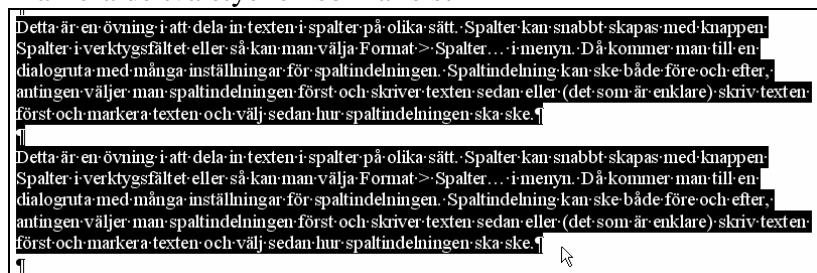 Detta är en övning i att dela in texten i spalter på olika sätt. Spalter kan snabbt skapas med knappen
Spalter i verktygsfältet eller så kan man välja Format > Spalter… i menyn. Då kommer man till en
dialogruta med många inställningar för spaltindelningen. Spaltindelning kan ske både före och efter,
antingen väljer man spaltindelningen först och skriver texten sedan eller (det som är enklare) skriv texten
först och markera texten och välj sedan hur spaltindelningen ska ske.¶
¶
Detta är en övning i att dela in texten i spalter på olika sätt. Spalter kan snabbt skapas med knappen
Spalter i verktygsfältet eller så kan man välja Format > Spalter… i menyn. Då kommer man till en
dialogruta med många inställningar för spaltindelningen. Spaltindelning kan ske både före och efter,
antingen väljer man spaltindelningen först och skriver texten sedan eller (det som är enklare) skriv texten
först och markera texten och välj sedan hur spaltindelningen ska ske.¶
¶